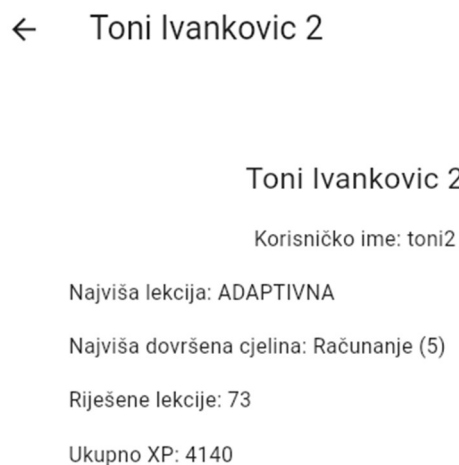 Toni Ivankovic 2
Toni Ivankovic 2
Korisničko ime: toni2
Najviša lekcija: ADAPTIVNA
Najviša dovršena cjelina: Računanje (5)
Riješene lekcije: 73
Ukupno XP: 4140